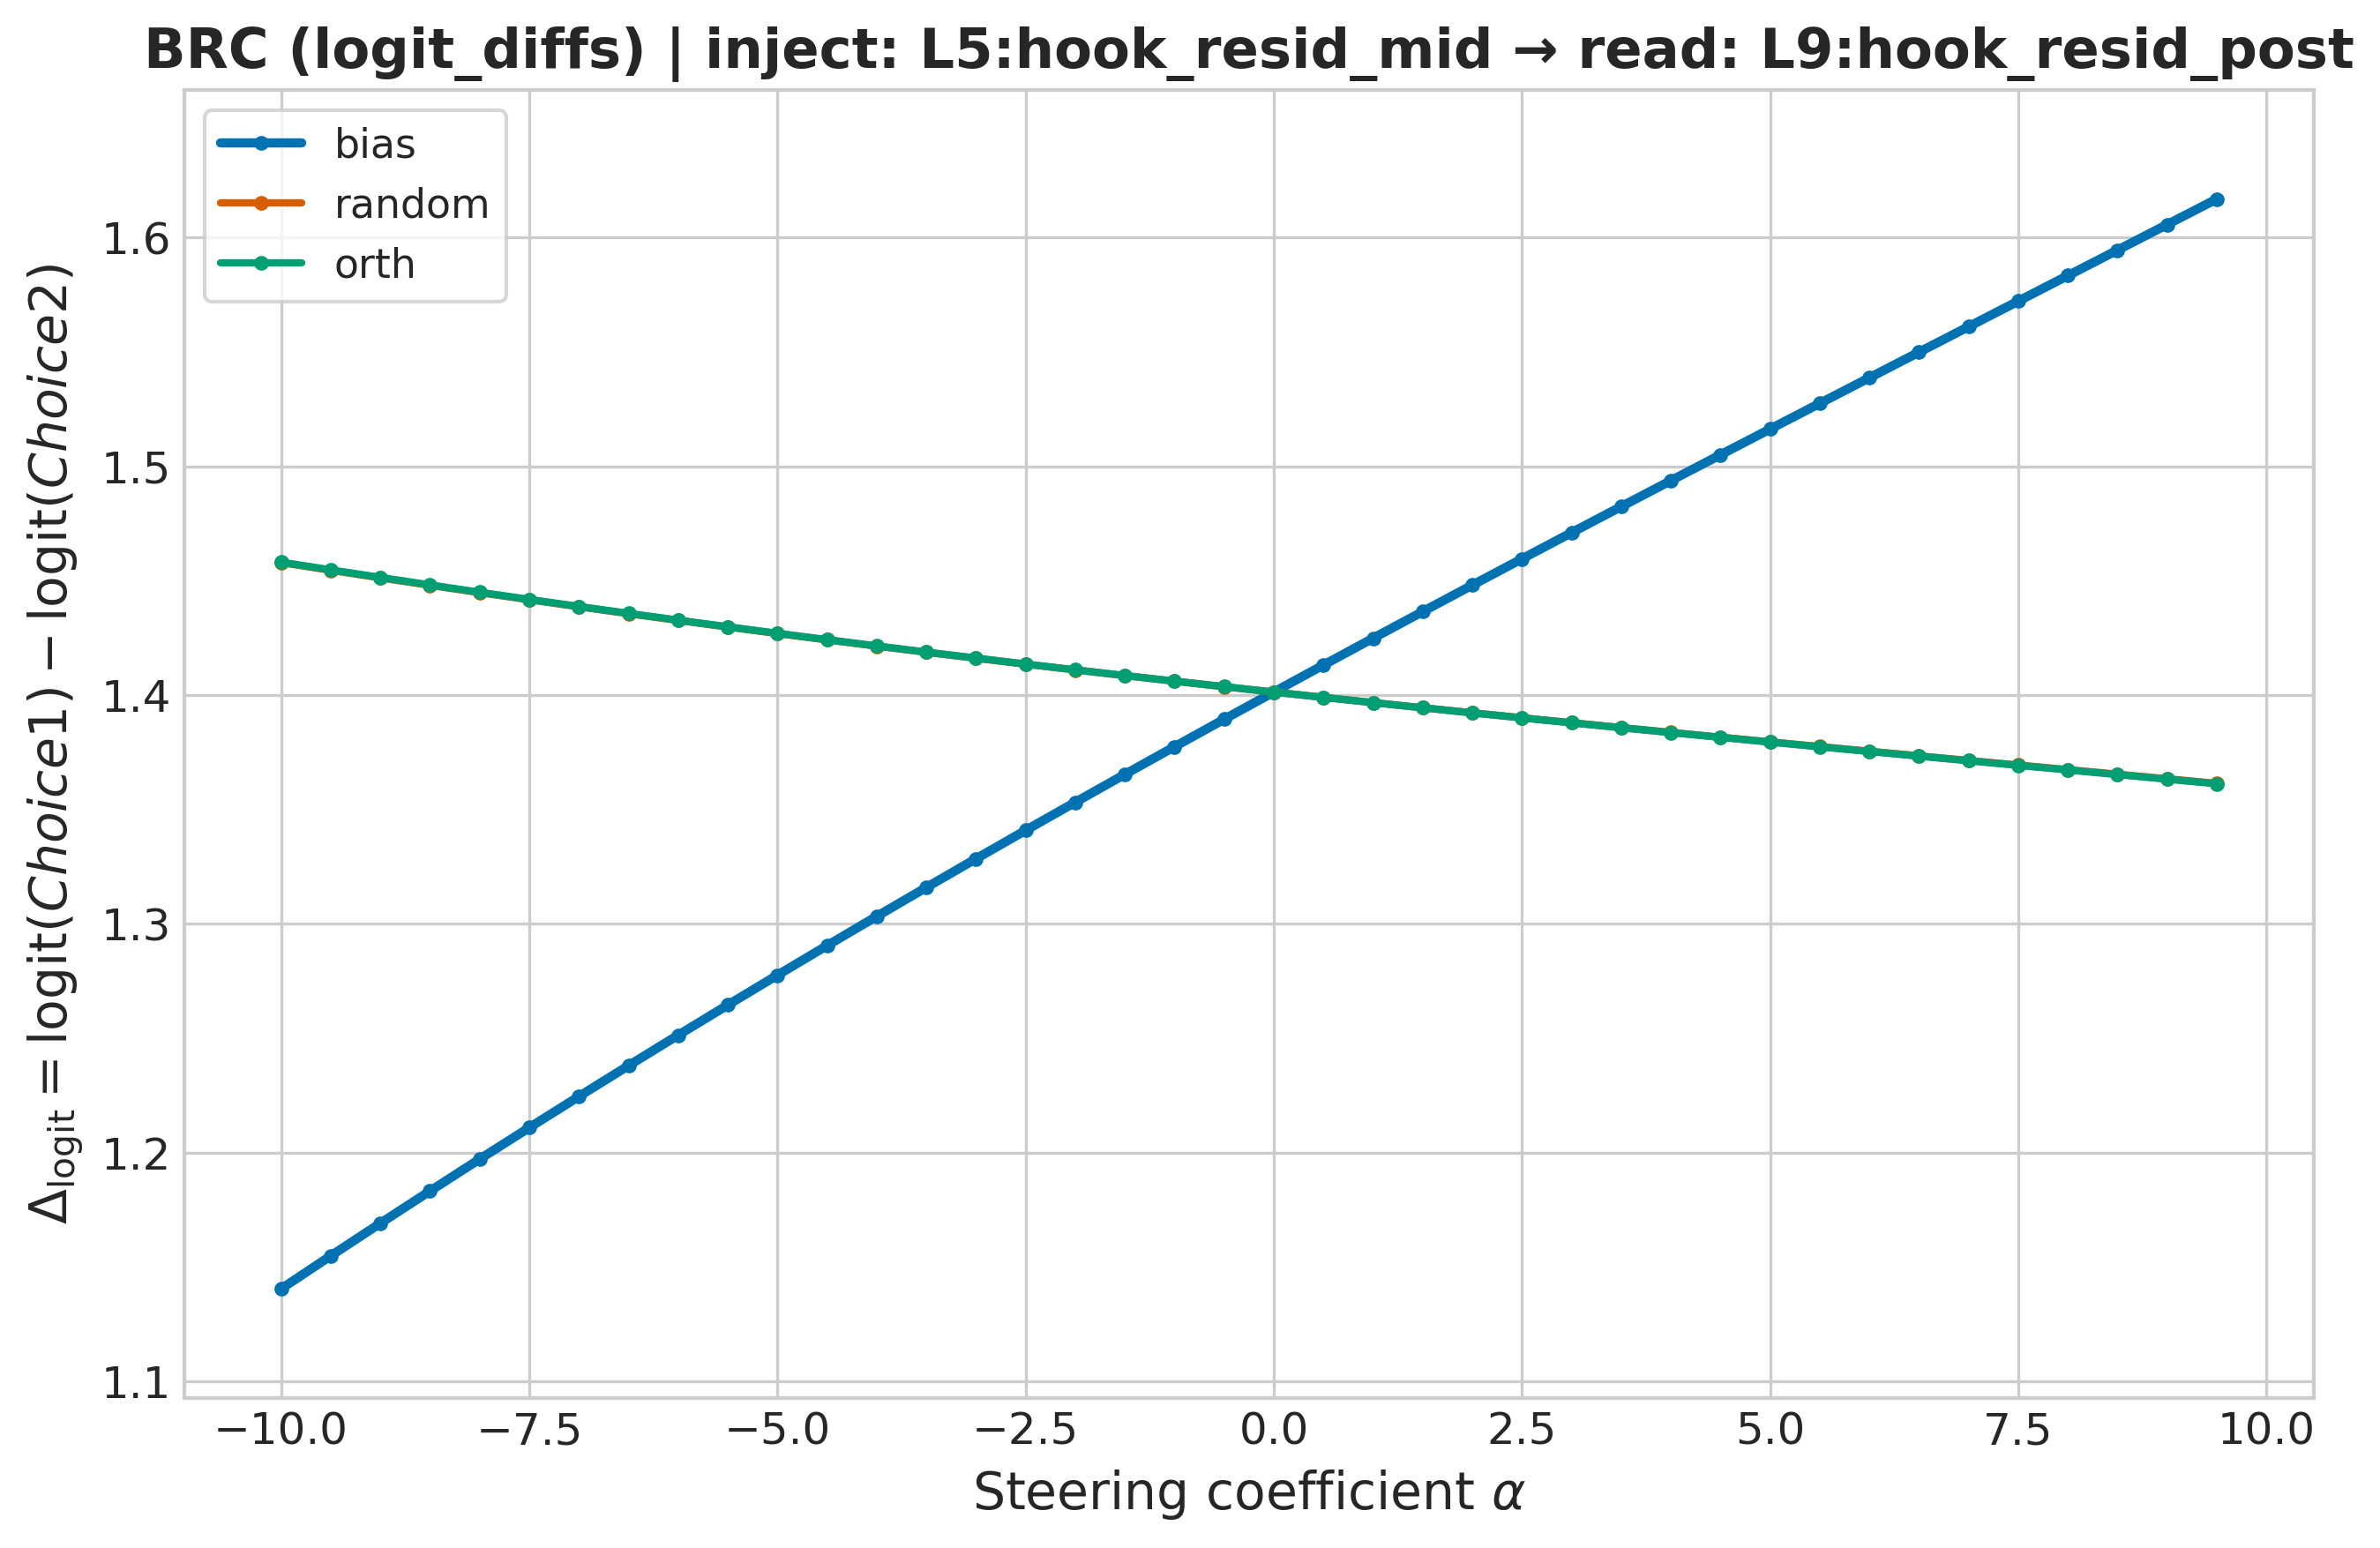 BRC (logit_diffs) | inject: L5:hook_resid_mid → read: L9:hook_resid_post
bias
random
orth
Δlogit = logit(Choice1) − logit(Choice2)
1.6
1.5
1.4
1.3
1.2
1.1
−10.0 −7.5 −5.0 −2.5 0.0 2.5 5.0 7.5 10.0
Steering coefficient α